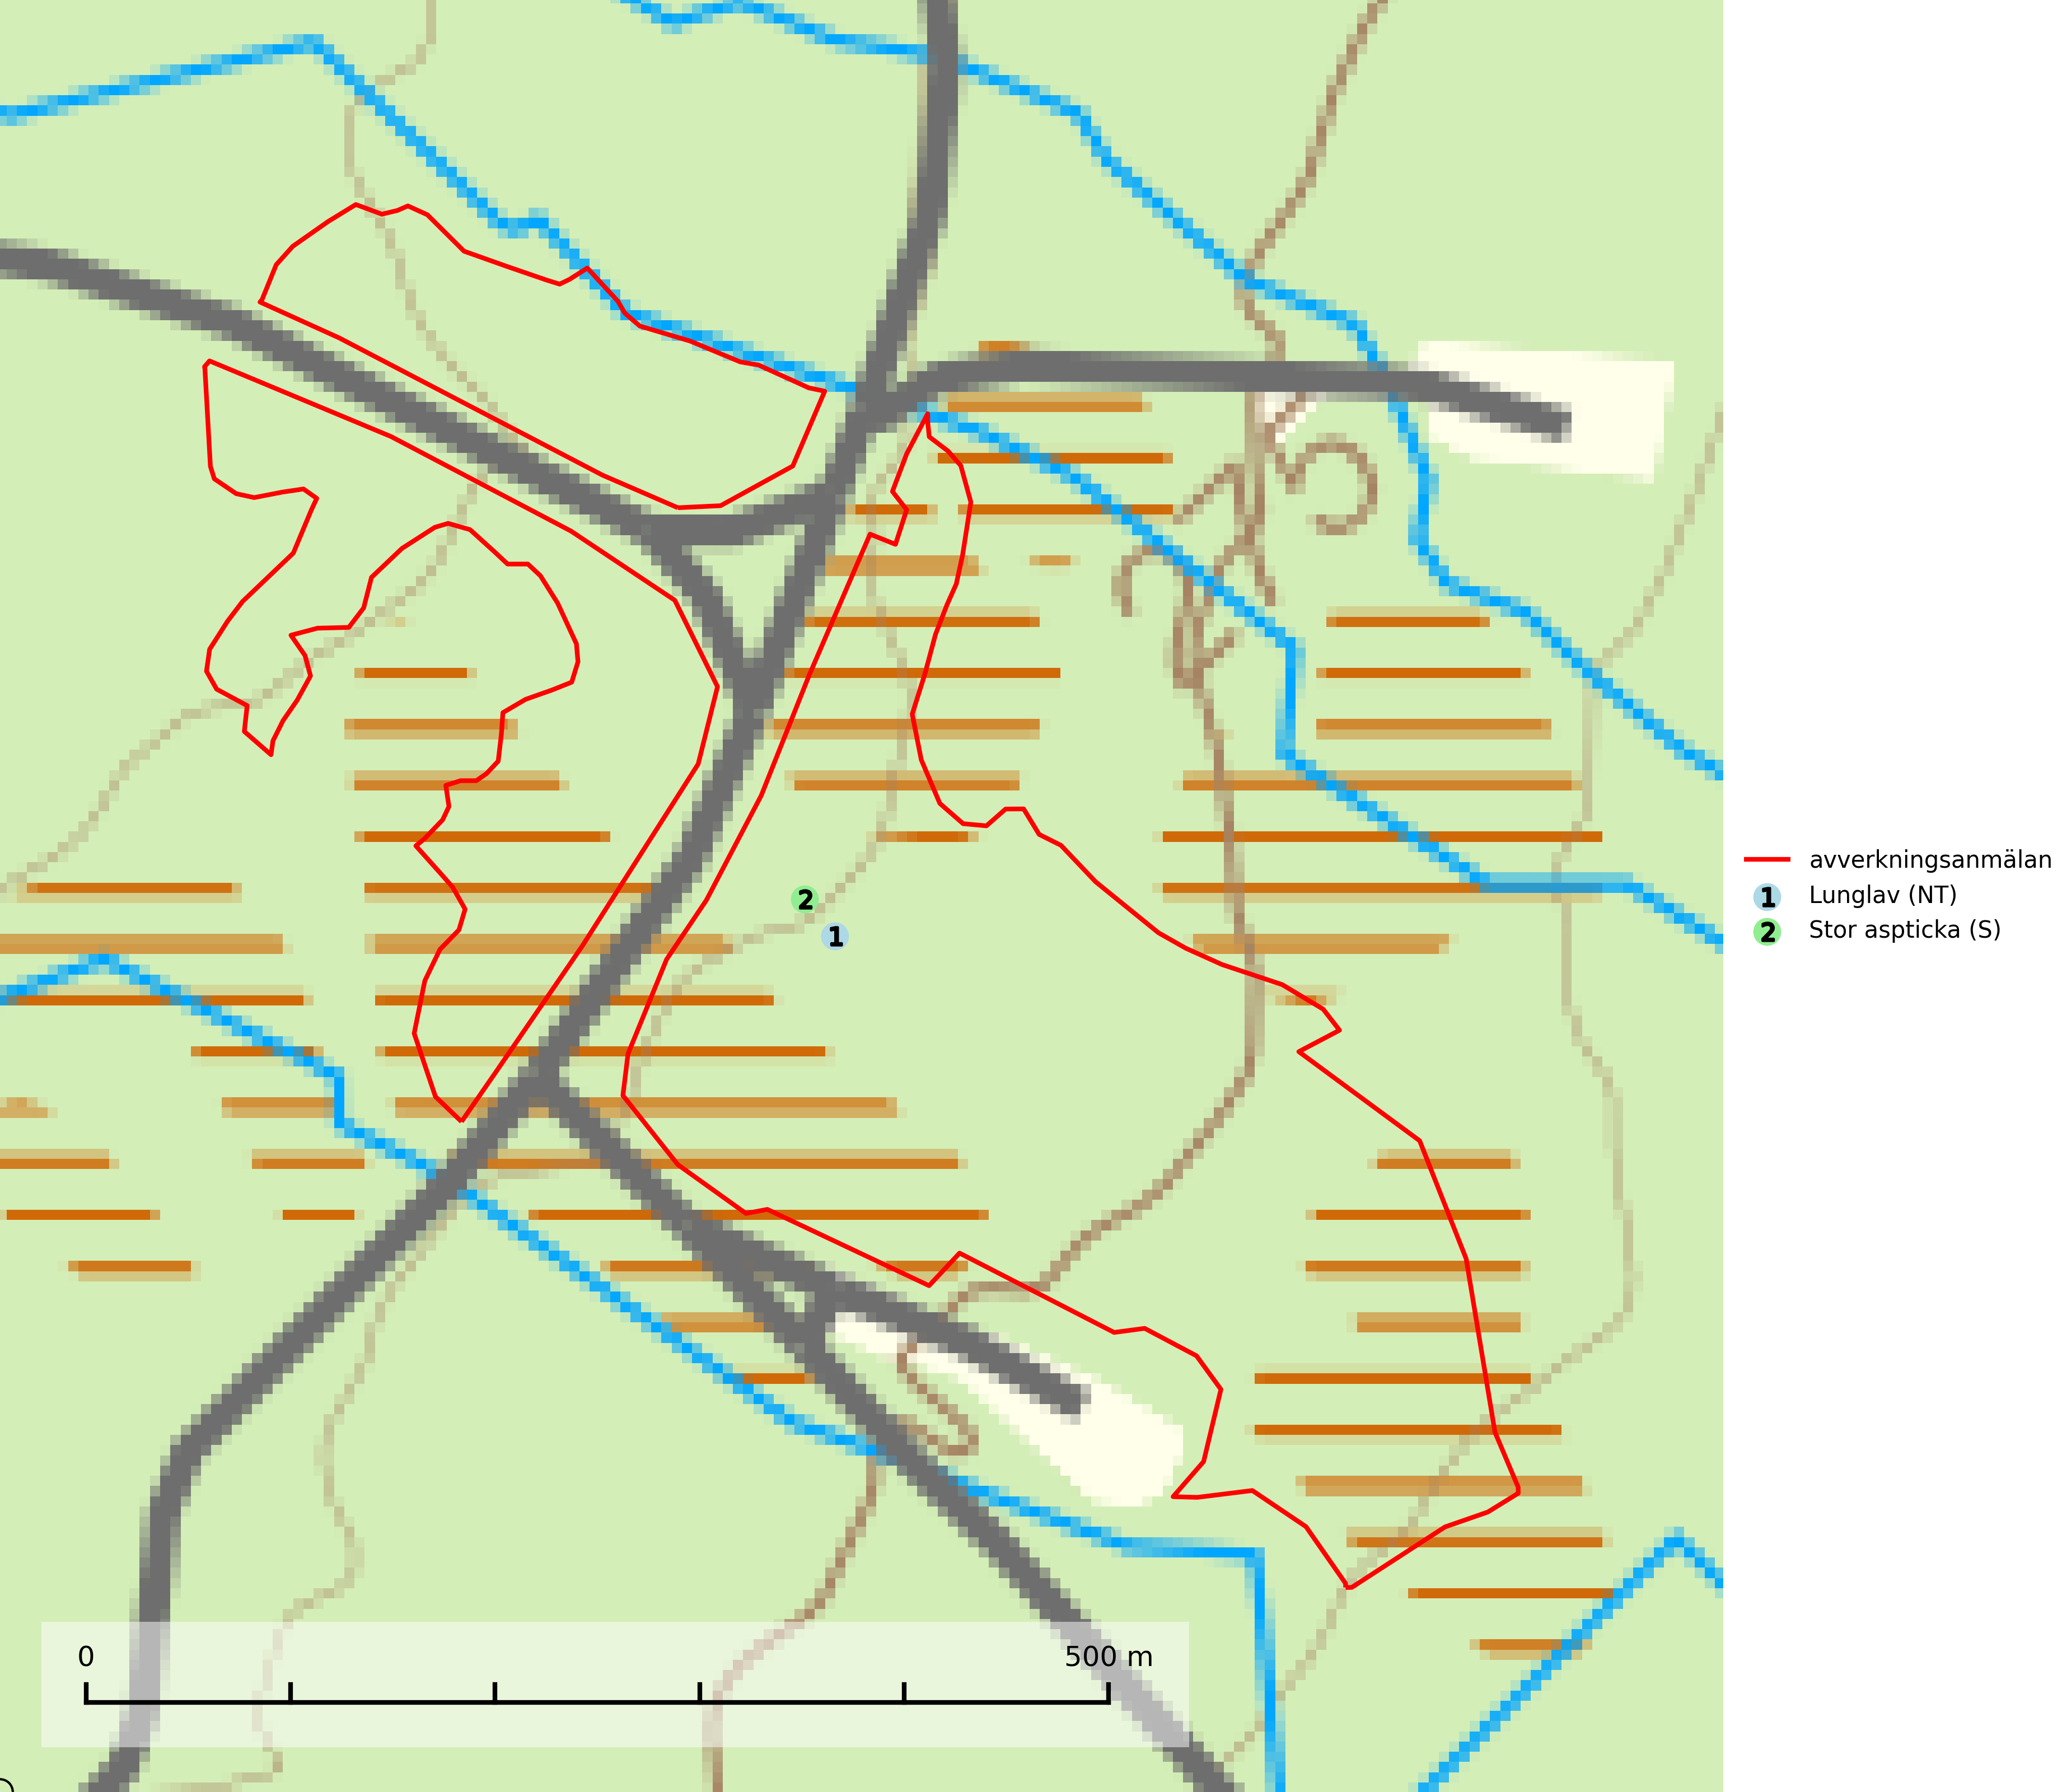 2
1
avverkningsanmälan
1 Lunglav (NT)
2 Stor aspticka (S)
0 500 m